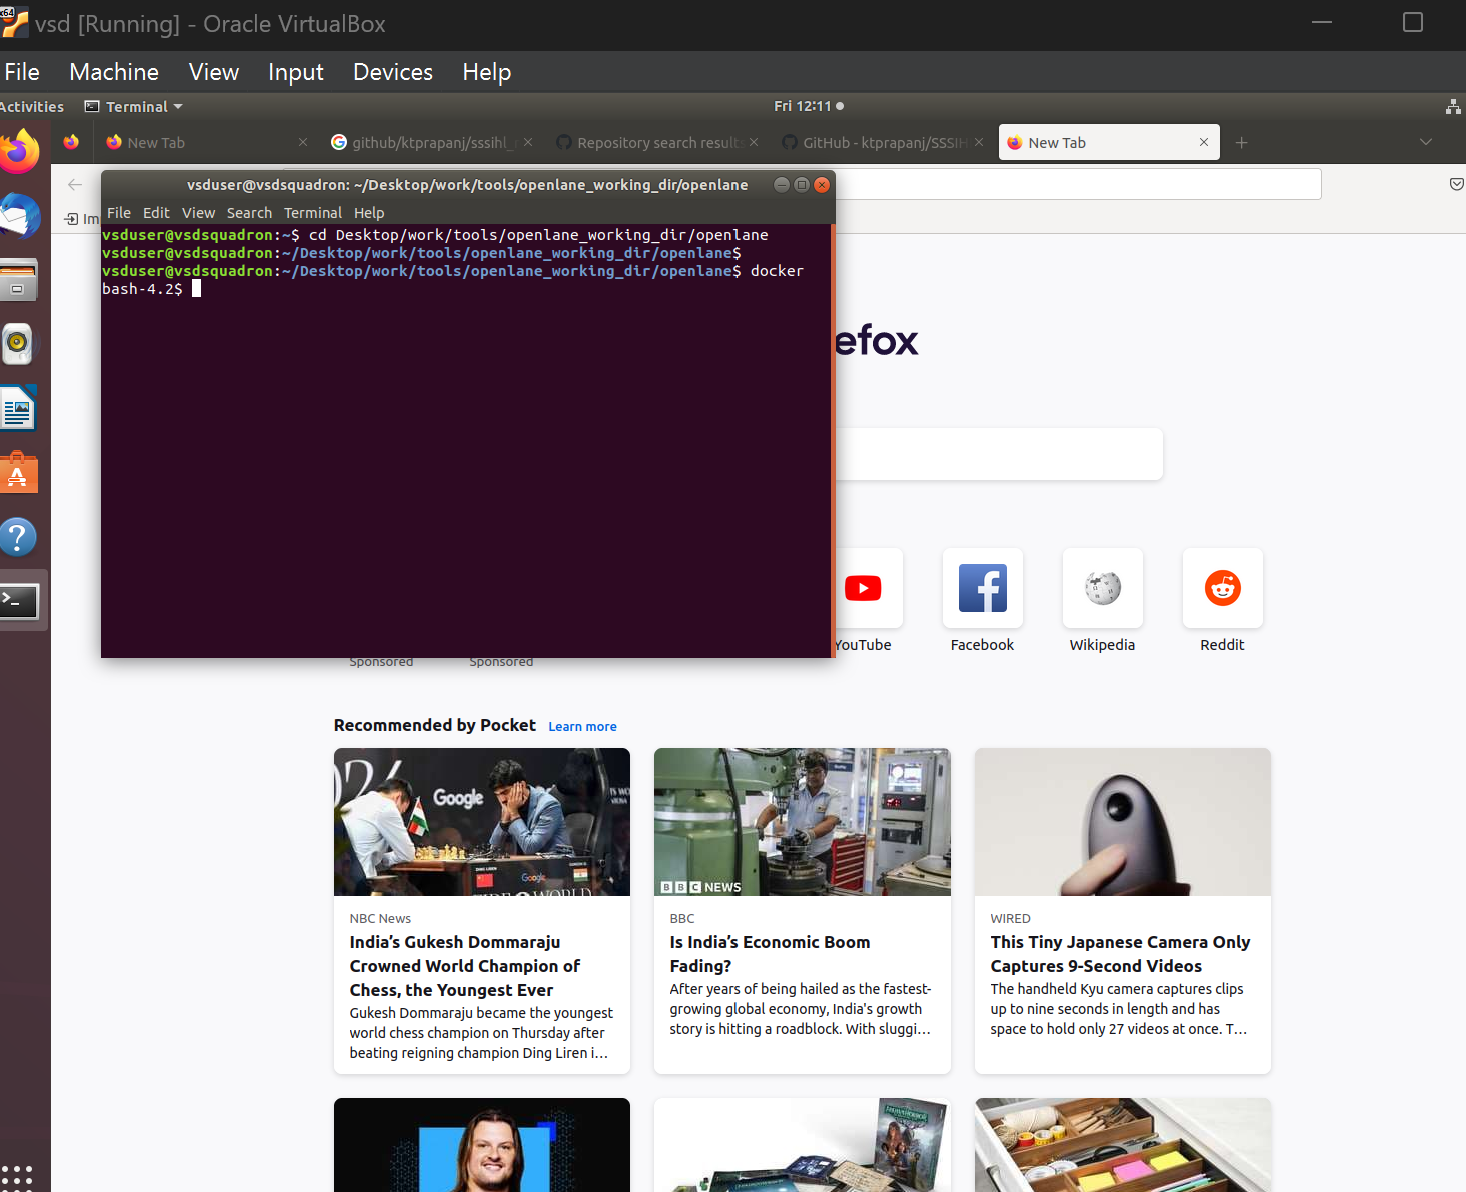 x64
vsd [Running] - Oracle VirtualBox
File Machine View Input Devices Help
Activities Terminal Fri 12:11
New Tab github/ktprapanj/sssihl_ Repository search results GitHub - ktprapanj/SSSIH New Tab
Im
vsduser@vsdsquadron: ~/Desktop/work/tools/openlane_working_dir/openlane
File Edit View Search Terminal Help
vsduser@vsdsquadron:~$ cd Desktop/work/tools/openlane_working_dir/openlane
vsduser@vsdsquadron:~/Desktop/work/tools/openlane_working_dir/openlane$
vsduser@vsdsquadron:~/Desktop/work/tools/openlane_working_dir/openlane$ docker
bash-4.2$
efox
YouTube Facebook Wikipedia Reddit
Sponsored Sponsored
Recommended by Pocket Learn more
Google
DING LIREN
Google
WORLD
BBC NEWS
NBC News
India’s Gukesh Dommaraju
Crowned World Champion of
Chess, the Youngest Ever
Gukesh Dommaraju became the youngest
world chess champion on Thursday after
beating reigning champion Ding Liren i…
BBC
Is India’s Economic Boom
Fading?
After years of being hailed as the fastest-
growing global economy, India's growth
story is hitting a roadblock. With sluggi…
WIRED
This Tiny Japanese Camera Only
Captures 9-Second Videos
The handheld Kyu camera captures clips
up to nine seconds in length and has
space to hold only 27 videos at once. T…